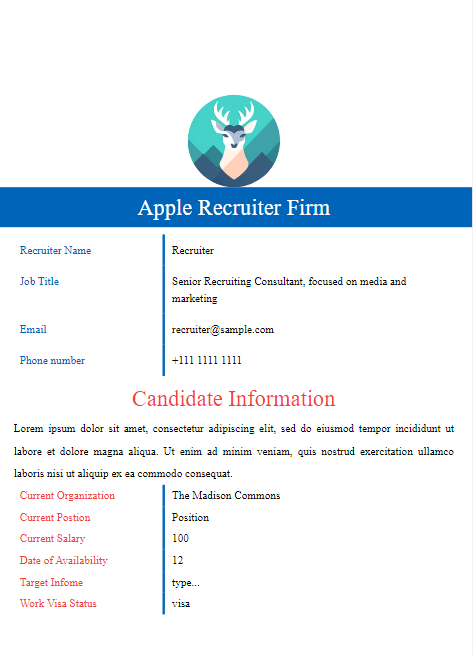 Apple Recruiter Firm
Recruiter Name Recruiter
Job Title Senior Recruiting Consultant, focused on media and
marketing
Email recruiter@sample.com
Phone number +111 1111 1111
Candidate Information
Lorem ipsum dolor sit amet, consectetur adipiscing elit, sed do eiusmod tempor incididunt ut
labore et dolore magna aliqua. Ut enim ad minim veniam, quis nostrud exercitation ullamco
laboris nisi ut aliquip ex ea commodo consequat.
Current Organization The Madison Commons
Current Postion Position
Current Salary 100
Date of Availability 12
Target Infome type...
Work Visa Status visa